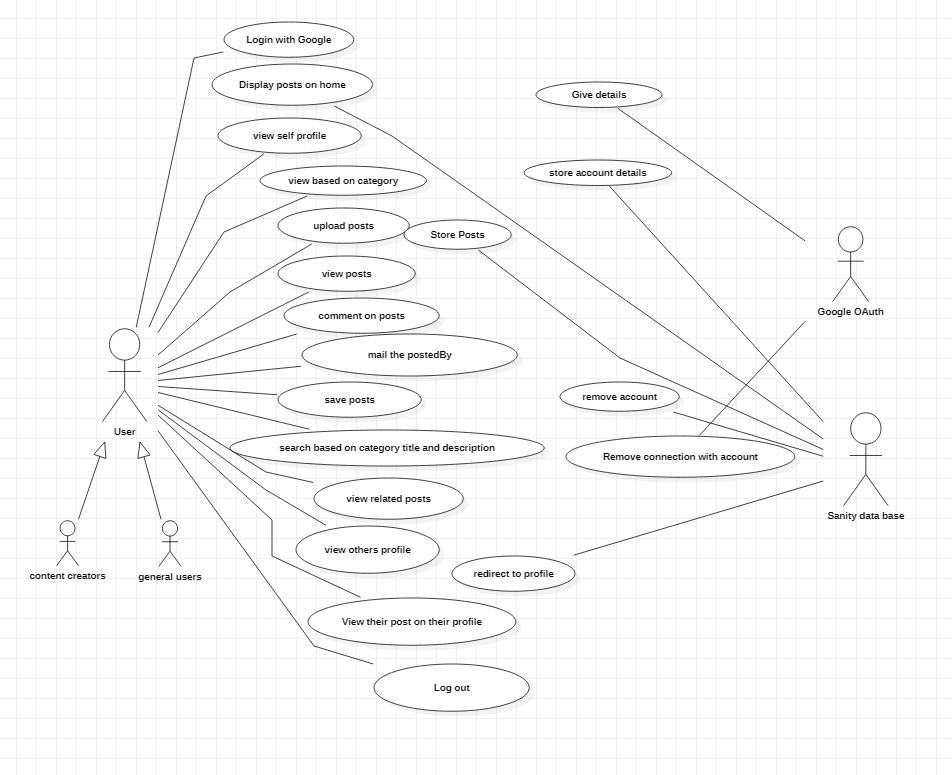 Login with Google
Display posts on home
Give details
view self profile
store account details
view based on category
upload posts
Store Posts
view posts
Google OAuth
comment on posts
mail the postedBy
save posts
remove account
User
search based on category title and description
Remove connection with account
view related posts
Sanity data base
view others profile
redirect to profile
content creators
general users
View their post on their profile
Log out